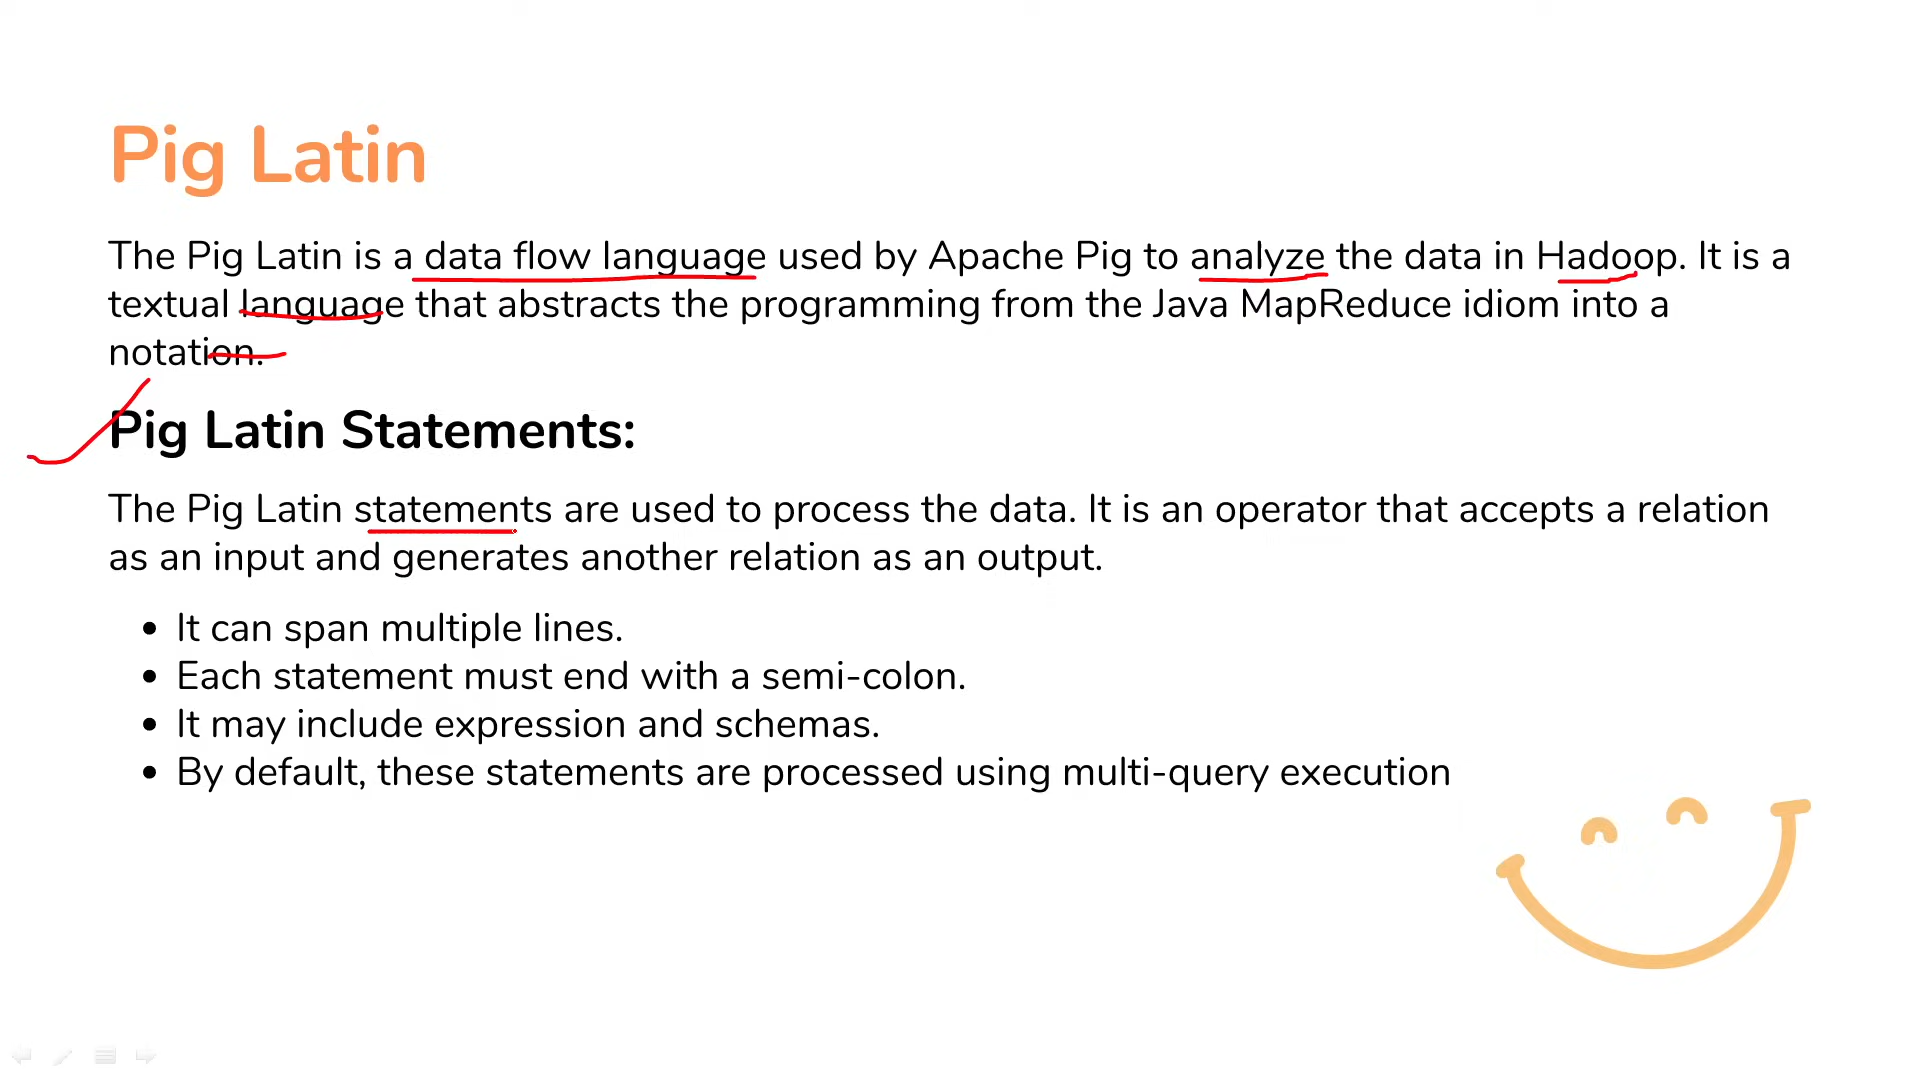 Pig Latin
The Pig Latin is a data flow language used by Apache Pig to analyze the data in Hadoop. It is a
textual language that abstracts the programming from the Java MapReduce idiom into a
notation.
Pig Latin Statements:
The Pig Latin statements are used to process the data. It is an operator that accepts a relation
as an input and generates another relation as an output.
• It can span multiple lines.
• Each statement must end with a semi-colon.
• It may include expression and schemas.
• By default, these statements are processed using multi-query execution